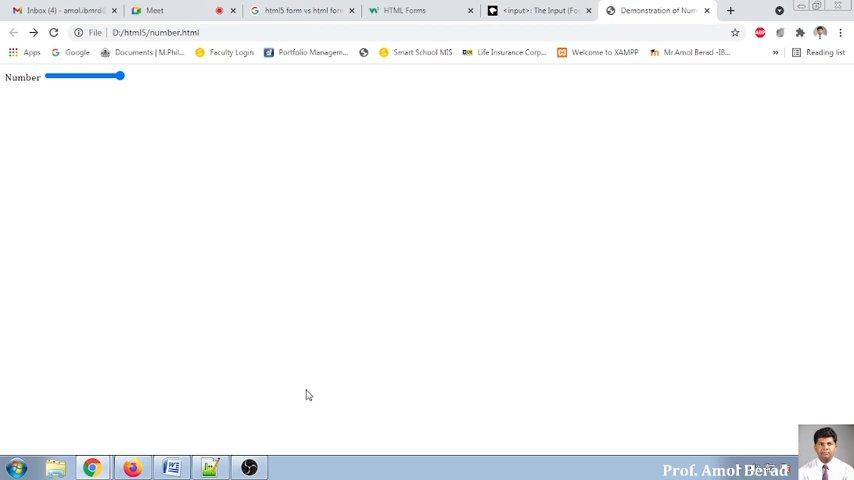 Inbox (4) - amol.ibmrd@
Meet
html5 form vs html form
HTML Forms
<input>: The Input (For
Demonstration of Num
File
D:/html5/number.html
Apps
Google
Documents | M.Phil...
Faculty Login
Portfolio Managem...
Smart School MIS
Life Insurance Corp...
Welcome to XAMPP
Mr.Amol Berad -IB...
»
Reading list
Number
Prof. Amol Berad